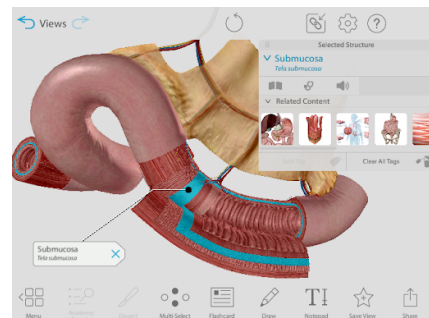 Views
Selected Structure
Submucosa
Tela submucosa
Related Content
Clear All Tags
Submucosa
Tela submucosa
Menu
Multi-Select
Flashcard
Draw
Notepad
Save View
Share